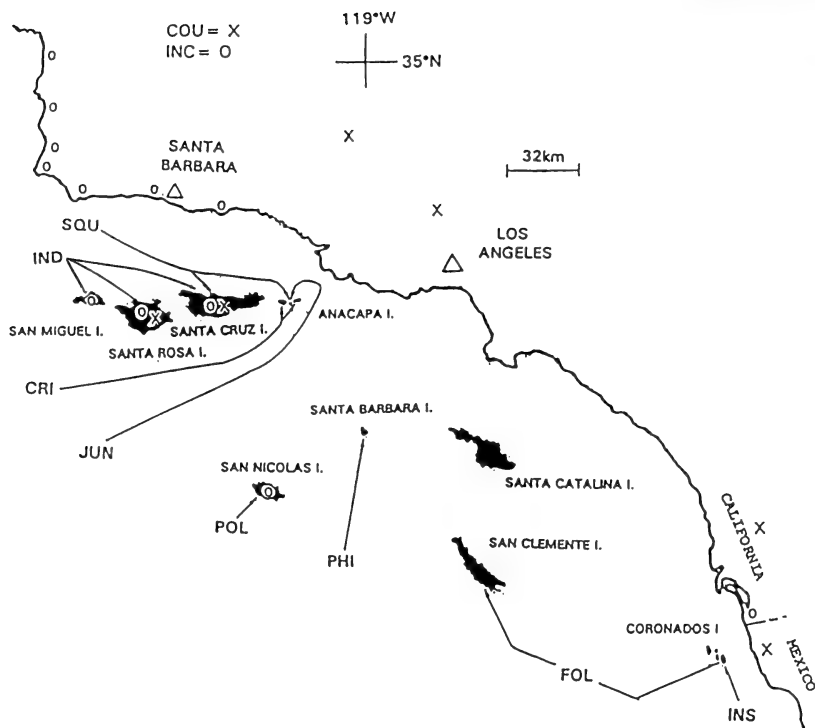 119°W
COU = X
INC = O
35°N
X
O
O
O
O
O
O
O
SANTA
BARBARA
32km
X
SQU
LOS
ANGELES
IND
O
O X
O X
SAN MIGUEL I.
SANTA CRUZ I.
ANACAPA I.
SANTA ROSA I.
CRI
SANTA BARBARA I.
JUN
SAN NICOLAS I.
O
SANTA CATALINA I.
POL
PHI
SAN CLEMENTE I.
CALIFORNIA
X
O
CORONADOS I
X
MEXICO
FOL
INS